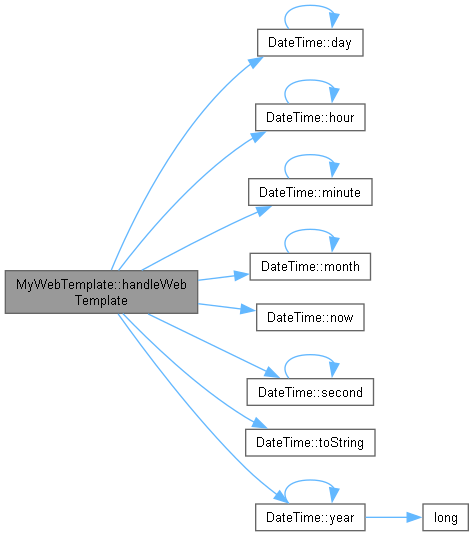 DateTime::day
DateTime::hour
DateTime::minute
DateTime::month
MyWebTemplate::handleWeb
Template
DateTime::now
DateTime::second
DateTime::toString
DateTime::year
long